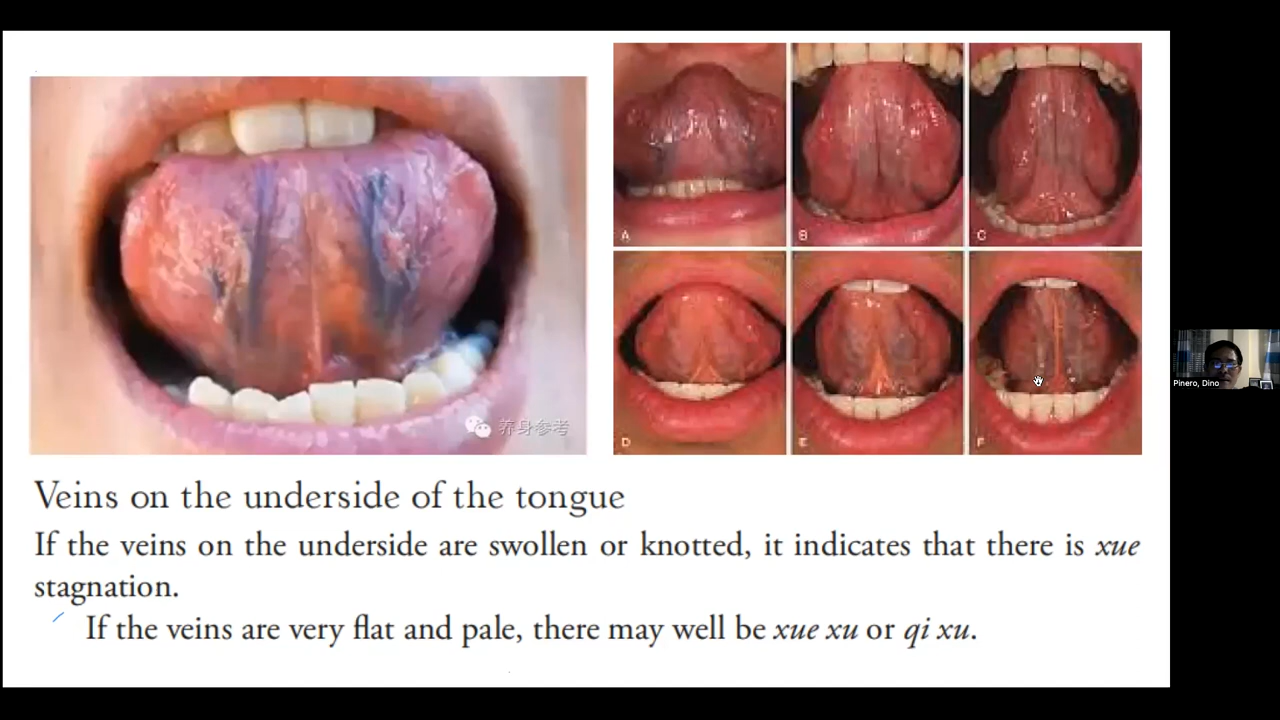 A
B
C
D
E
F
养身参考
Veins on the underside of the tongue
If the veins on the underside are swollen or knotted, it indicates that there is xue
stagnation.
If the veins are very flat and pale, there may well be xue xu or qi xu.
Pinero, Dino